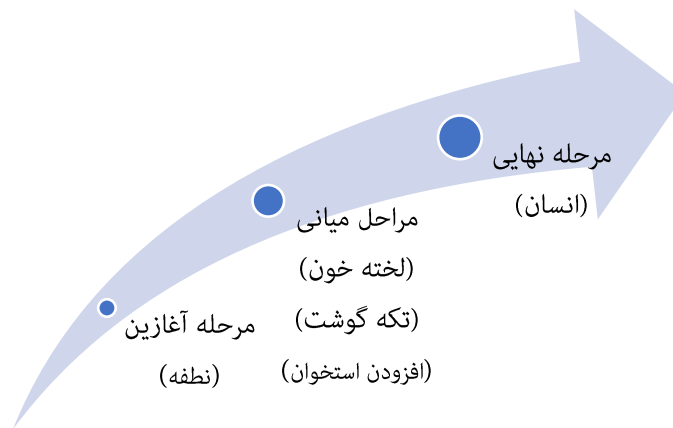 مرحله نهایی
(انسان)
مراحل میانی
(لخته خون)
(تکه گوشت)
(افزودن استخوان)
مرحله آغازین
(نطفه)